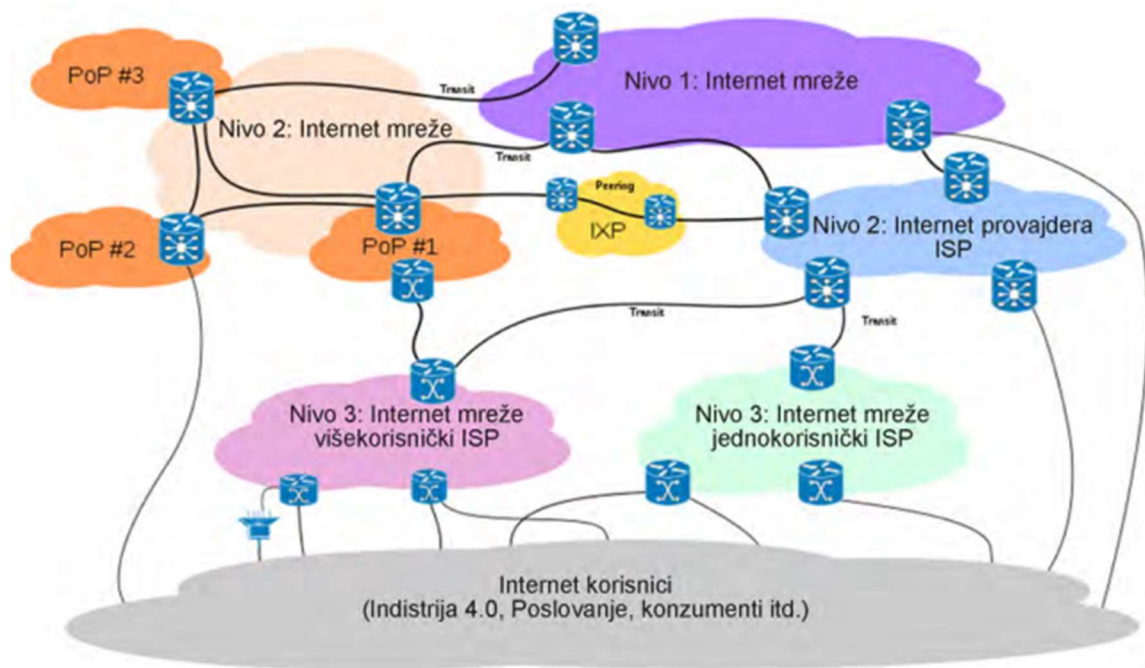 PoP #3
Transit
Nivo 1: Internet mreže
Nivo 2: Internet mreže
Transit
Peering
IXP
PoP #2
PoP #1
Nivo 2: Internet provajdera
ISP
Transit
Transit
Nivo 3: Internet mreže
višekorisnički ISP
Nivo 3: Internet mreže
jednokorisnički ISP
Internet korisnici
(Indistrija 4.0, Poslovanje, konzumenti itd.)